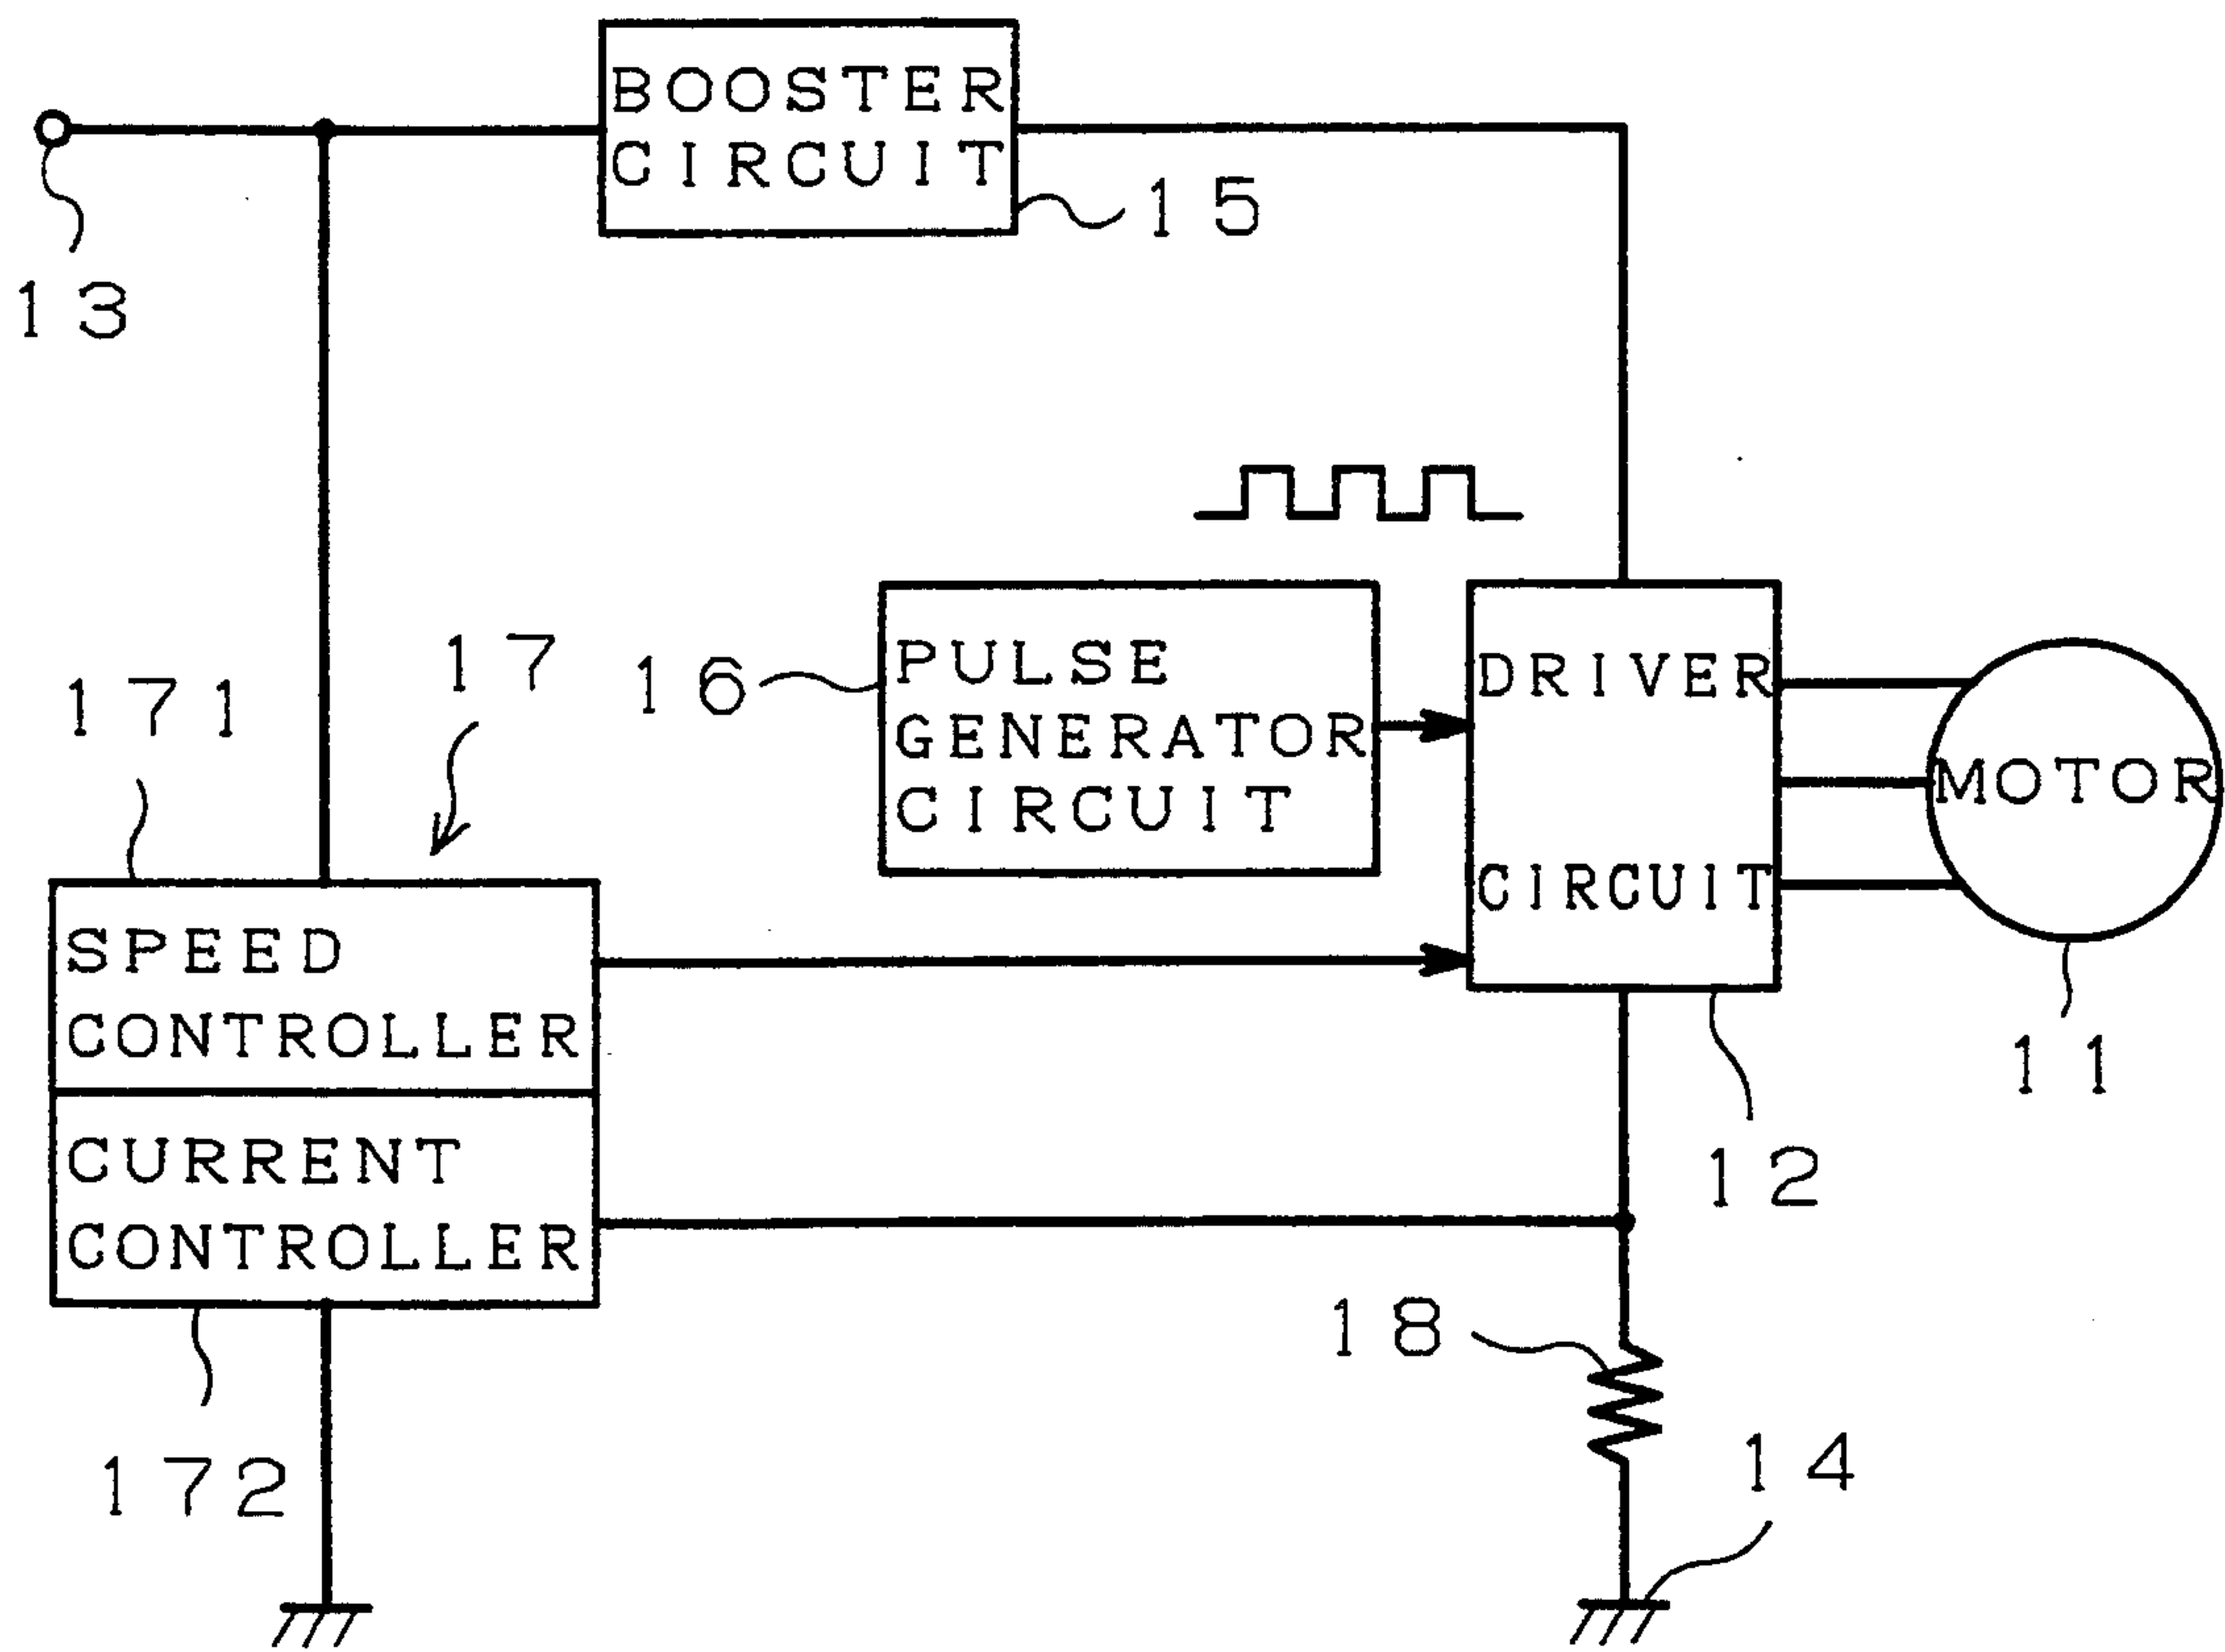 BOOSTER
CIRCUIT
15
13
17
16
171
PULSE
GENERATOR
CIRCUIT
DRIVER
CIRCUIT
MOTOR
11
12
SPEED
CONTROLLER
CURRENT
CONTROLLER
18
14
172